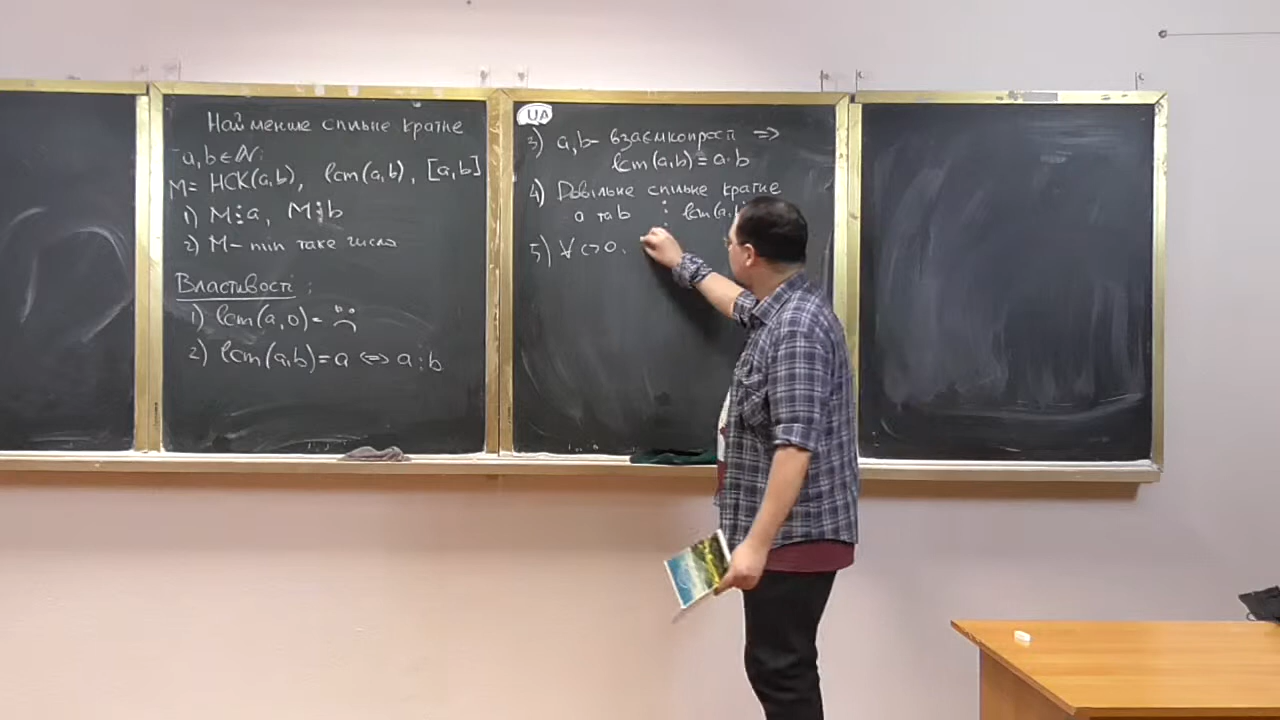 Найменше спільне кратне
a, b ∈ ℕ:
M = НСК(a,b), lcm(a,b), [a,b]
1) M⋮a, M⋮b
2) M – min таке число
Властивості:
1) lcm(a,0) =
2) lcm(a,b) = a ⇔ a⋮b
UA
3) a,b – взаємнопрості ⇒
lcm(a,b) = a·b
4) Довільне спільне кратне
a та b ⋮ lcm(a,
5) ∀ c>0,